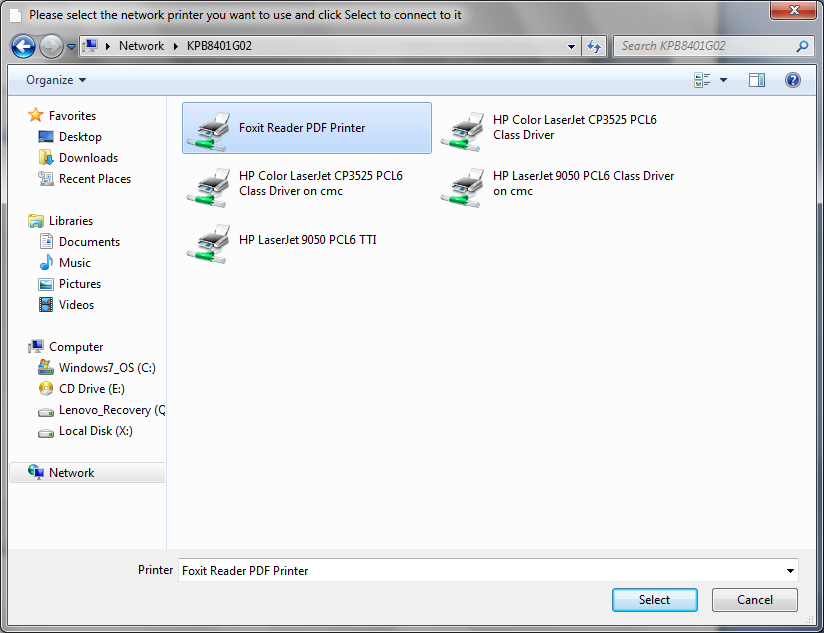 Please select the network printer you want to use and click Select to connect to it
Network KPB8401G02
Search KPB8401G02
Organize
Favorites
Desktop
Downloads
Recent Places
Libraries
Documents
Music
Pictures
Videos
Computer
Windows7_OS (C:)
CD Drive (E:)
Lenovo_Recovery (Q
Local Disk (X:)
Network
Foxit Reader PDF Printer
HP Color LaserJet CP3525 PCL6
Class Driver
HP Color LaserJet CP3525 PCL6
Class Driver on cmc
HP LaserJet 9050 PCL6 Class Driver
on cmc
HP LaserJet 9050 PCL6 TTI
Printer Foxit Reader PDF Printer
Select Cancel